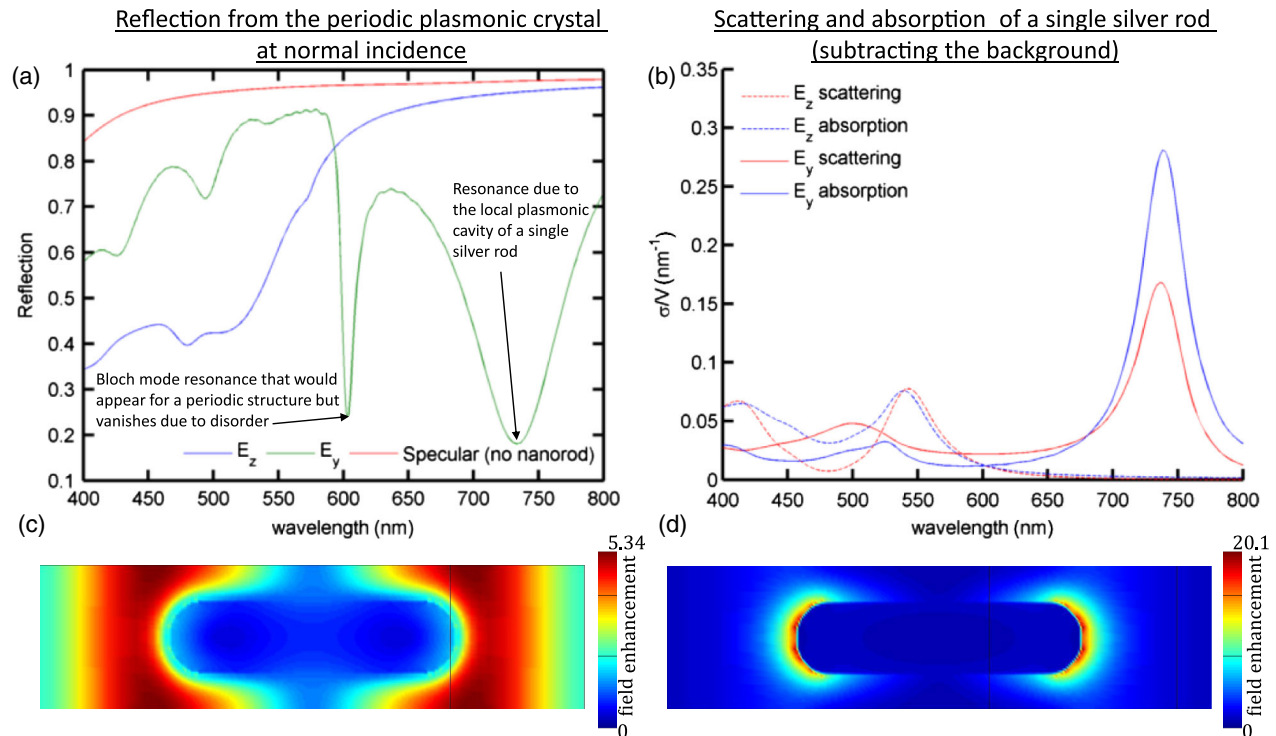 Reflection from the periodic plasmonic crystal
at normal incidence
Scattering and absorption of a single silver rod
(subtracting the background)
(a)
1
0.9
0.8
0.7
0.6
0.5
0.4
0.3
0.2
0.1
Reflection
Resonance due to
the local plasmonic
cavity of a single
silver rod
Bloch mode resonance that would
appear for a periodic structure but
vanishes due to disorder
E_z
E_y
Specular (no nanorod)
400 450 500 550 600 650 700 750 800
wavelength (nm)
(b)
0.35
0.3
0.25
0.2
0.15
0.1
0.05
0
σ/V (nm⁻¹)
E_z scattering
E_z absorption
E_y scattering
E_y absorption
400 450 500 550 600 650 700 750 800
wavelength (nm)
(c)
5.34
field enhancement
0
(d)
20.1
field enhancement
0